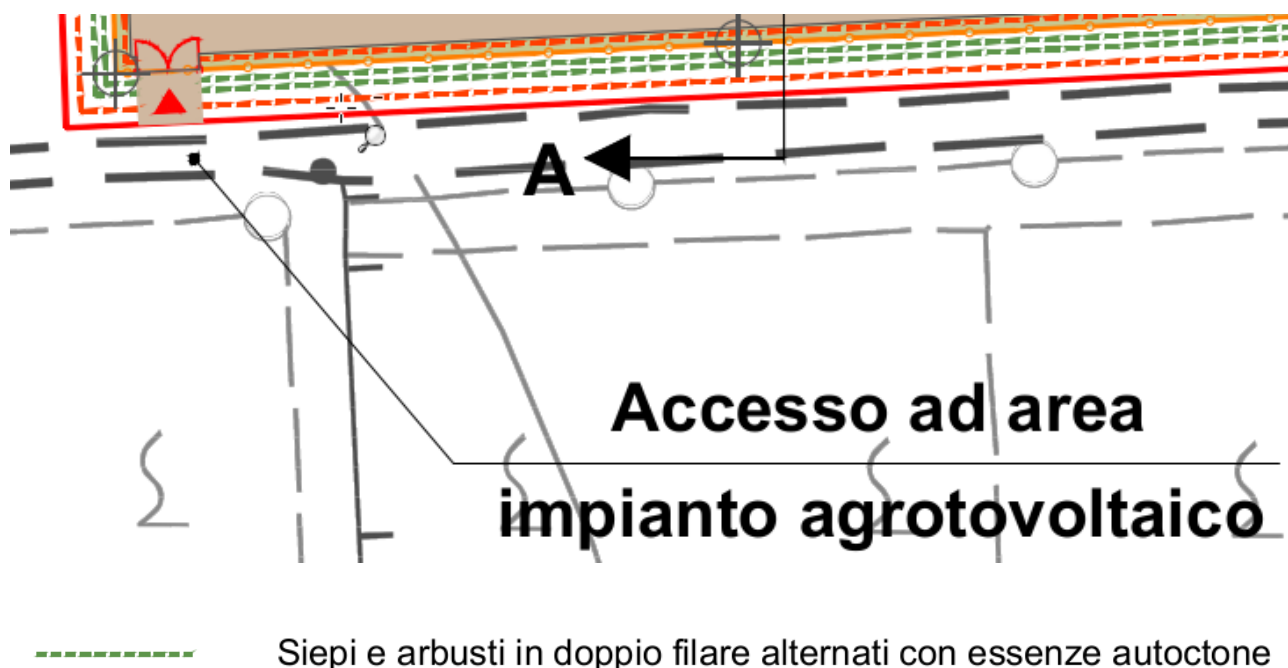 A
Accesso ad area
impianto agrotovoltaico
Siepi e arbusti in doppio filare alternati con essenze autoctone